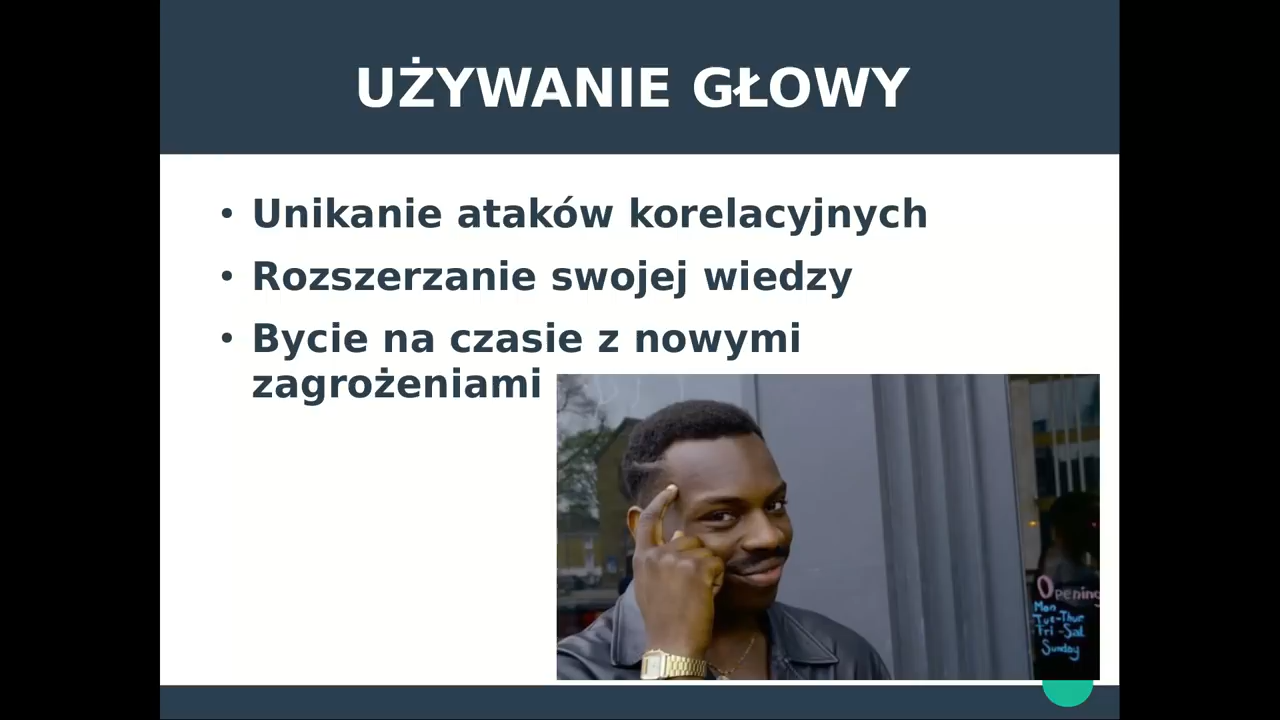 UŻYWANIE GŁOWY
• Unikanie ataków korelacyjnych
• Rozszerzanie swojej wiedzy
• Bycie na czasie z nowymi
zagrożeniami
Opening
Mon
Tue-Thur
Fri-Sat
Sunday